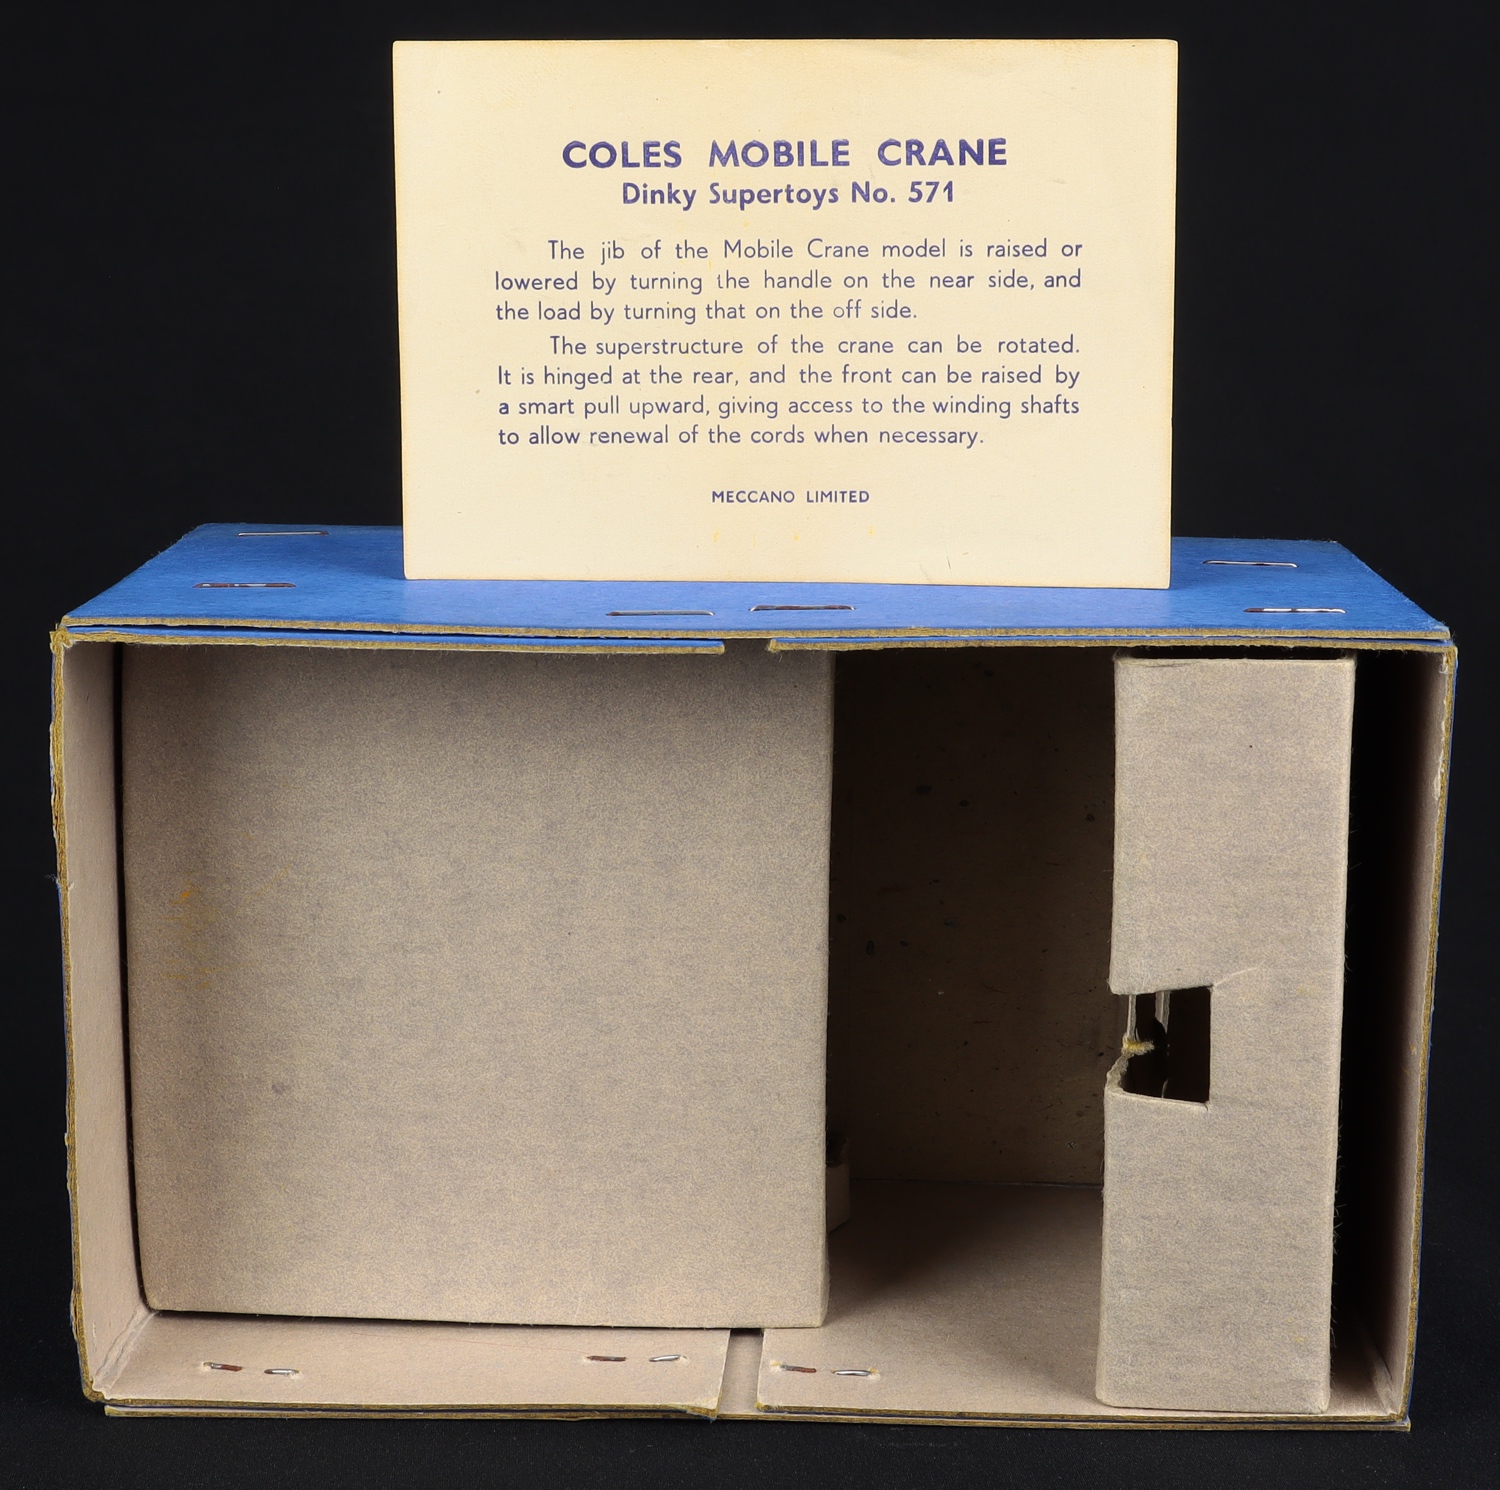 COLES MOBILE CRANE
Dinky Supertoys No. 571
The jib of the Mobile Crane model is raised or
lowered by turning the handle on the near side, and
the load by turning that on the off side.
The superstructure of the crane can be rotated.
It is hinged at the rear, and the front can be raised by
a smart pull upward, giving access to the winding shafts
to allow renewal of the cords when necessary.
MECCANO LIMITED